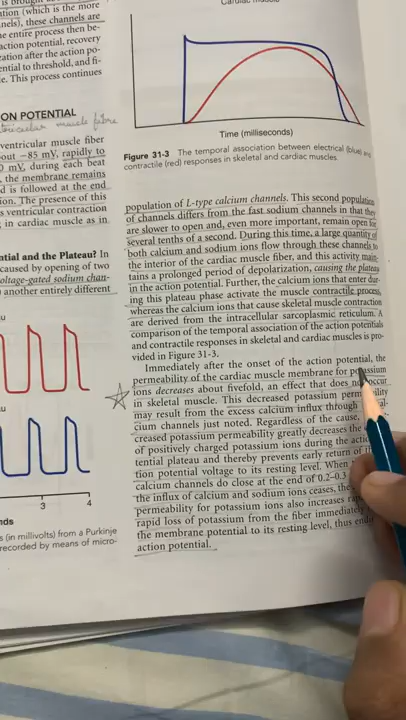 is brought
ation (which is the more
nels), these channels are
he entire process then be-
action potential, recovery
ization after the action po-
ential to threshold, and fi-
e. This process continues
ON POTENTIAL
muscle fibre
ventricular muscle fiber
out −85 mV, rapidly to
0 mV, during each beat
, the membrane remains
d is followed at the end
ion. The presence of this
s ventricular contraction
in cardiac muscle as in
ential and the Plateau? In
caused by opening of two
voltage-gated sodium chan-
another entirely different
3 4
nds
s (in millivolts) from a Purkinje
recorded by means of micro-
Cardiac muscle
Time (milliseconds)
Figure 31-3 The temporal association between electrical (blue) and
contractile (red) responses in skeletal and cardiac muscles.
population of L-type calcium channels. This second population
of channels differs from the fast sodium channels in that they
are slower to open and, even more important, remain open for
several tenths of a second. During this time, a large quantity of
both calcium and sodium ions flow through these channels to
the interior of the cardiac muscle fiber, and this activity main-
tains a prolonged period of depolarization, causing the plateau
in the action potential. Further, the calcium ions that enter dur-
ing this plateau phase activate the muscle contractile process,
whereas the calcium ions that cause skeletal muscle contraction
are derived from the intracellular sarcoplasmic reticulum. A
comparison of the temporal association of the action potentials
and contractile responses in skeletal and cardiac muscles is pro-
vided in Figure 31-3.
Immediately after the onset of the action potential, the
permeability of the cardiac muscle membrane for potassium
ions decreases about fivefold, an effect that does occur
in skeletal muscle. This decreased potassium permeability
may result from the excess calcium influx through
cium channels just noted. Regardless of the cause,
creased potassium permeability greatly decreases the
of positively charged potassium ions during the
tential plateau and thereby prevents early return of
tion potential voltage to its resting level. When
calcium channels do close at the end of 0.2–0.3
the influx of calcium and sodium ions ceases, the
permeability for potassium ions also increases
rapid loss of potassium from the fiber immediately
the membrane potential to its resting level, thus
action potential.